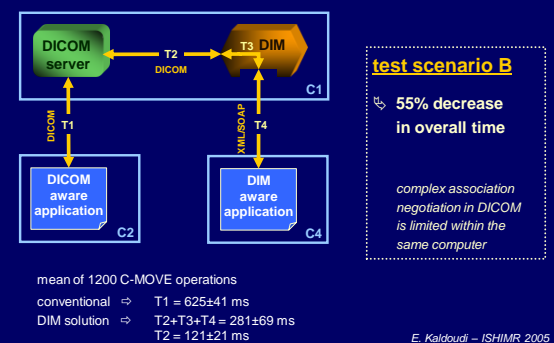 DICOM
server
T2
DICOM
T3
DIM
C1
DICOM
T1
XML/SOAP
T4
DICOM
aware
application
C2
DIM
aware
application
C4
test scenario B
55% decrease
in overall time
complex association
negotiation in DICOM
is limited within the
same computer
mean of 1200 C-MOVE operations
conventional ⇨ T1 = 625±41 ms
DIM solution ⇨ T2+T3+T4 = 281±69 ms
T2 = 121±21 ms
E. Kaldoudi – ISHIMR 2005